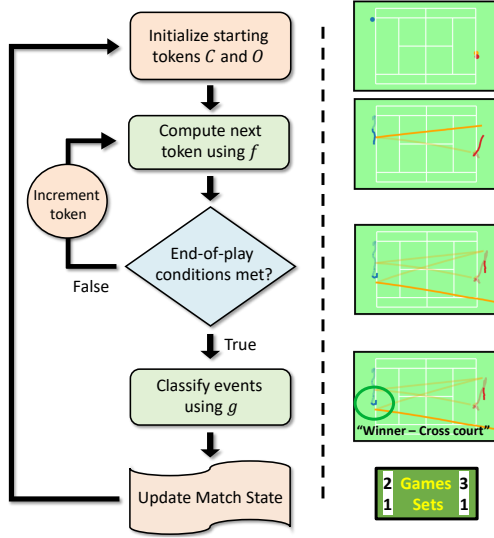 Initialize starting
tokens C and O
Compute next
token using f
Increment
token
End-of-play
conditions met?
False
True
Classify events
using g
"Winner – Cross court"
Update Match State
2 Games 3
1 Sets 1